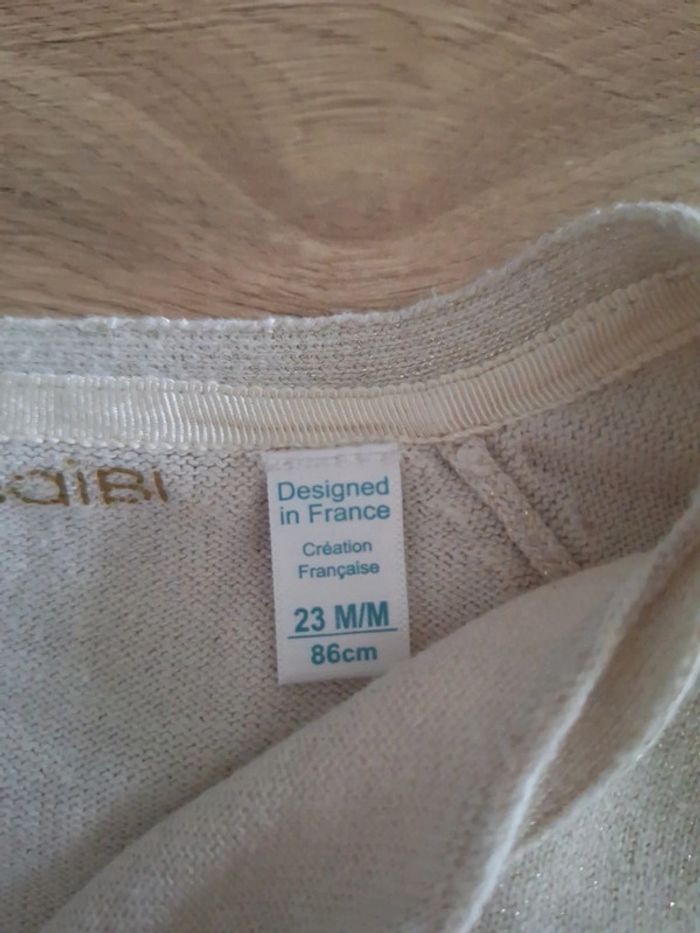 Designed
in France
Création
Française
23 M/M
86cm